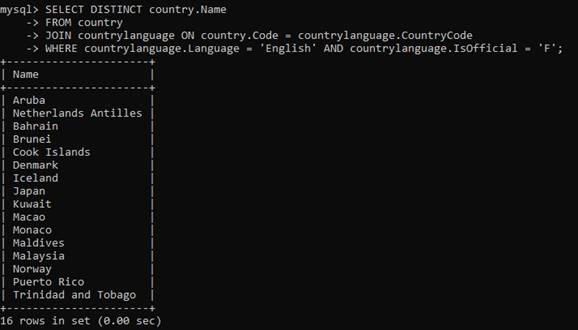 mysql> SELECT DISTINCT country.Name
    -> FROM country
    -> JOIN countrylanguage ON country.Code = countrylanguage.CountryCode
    -> WHERE countrylanguage.Language = 'English' AND countrylanguage.IsOfficial = 'F';
+----------------------+
| Name                 |
+----------------------+
| Aruba                |
| Netherlands Antilles |
| Bahrain              |
| Brunei               |
| Cook Islands         |
| Denmark              |
| Iceland              |
| Japan                |
| Kuwait               |
| Macao                |
| Monaco               |
| Maldives             |
| Malaysia             |
| Norway               |
| Puerto Rico          |
| Trinidad and Tobago  |
+----------------------+
16 rows in set (0.00 sec)